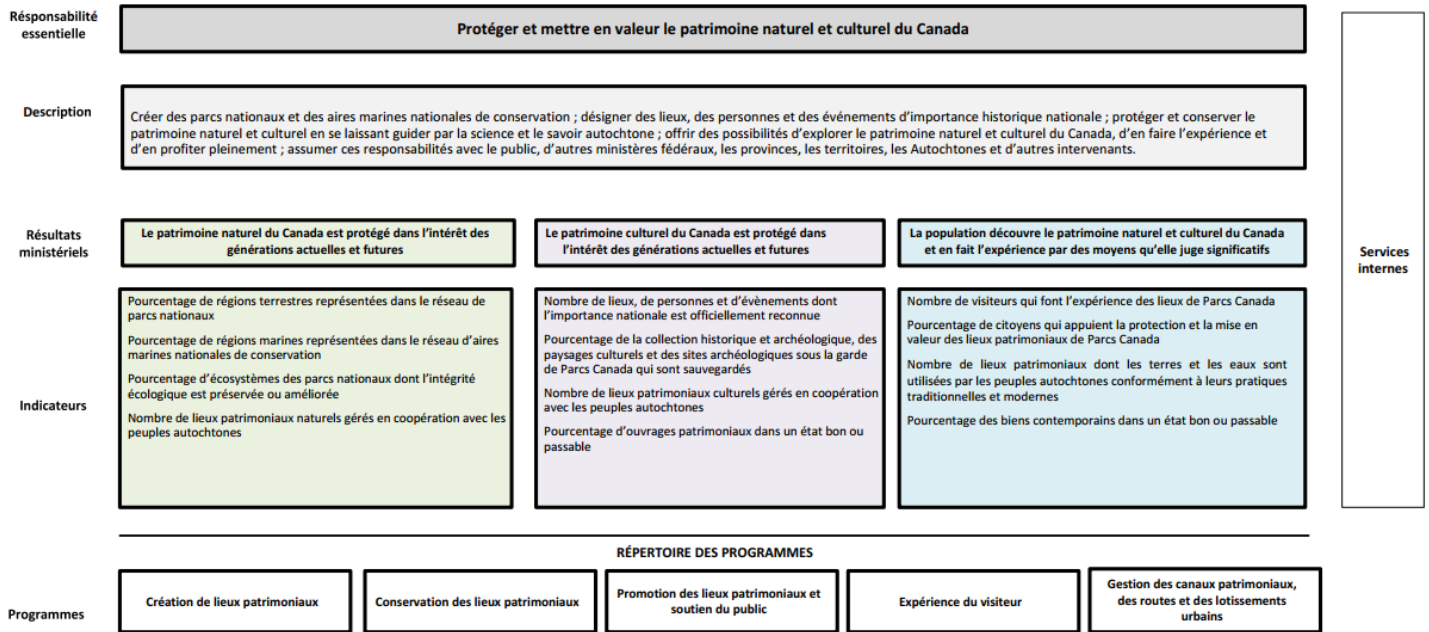 Résponsabilité
essentielle
Protéger et mettre en valeur le patrimoine naturel et culturel du Canada
Description
Créer des parcs nationaux et des aires marines nationales de conservation ; désigner des lieux, des personnes et des événements d'importance historique nationale ; protéger et conserver le
patrimoine naturel et culturel en se laissant guider par la science et le savoir autochtone ; offrir des possibilités d'explorer le patrimoine naturel et culturel du Canada, d'en faire l'expérience et
d'en profiter pleinement ; assumer ces responsabilités avec le public, d'autres ministères fédéraux, les provinces, les territoires, les Autochtones et d'autres intervenants.
Résultats
ministériels
Le patrimoine naturel du Canada est protégé dans l'intérêt des
générations actuelles et futures
Le patrimoine culturel du Canada est protégé dans
l'intérêt des générations actuelles et futures
La population découvre le patrimoine naturel et culturel du Canada
et en fait l'expérience par des moyens qu'elle juge significatifs
Services
internes
Indicateurs
Pourcentage de régions terrestres représentées dans le réseau de
parcs nationaux
Pourcentage de régions marines représentées dans le réseau d'aires
marines nationales de conservation
Pourcentage d'écosystèmes des parcs nationaux dont l'intégrité
écologique est préservée ou améliorée
Nombre de lieux patrimoniaux naturels gérés en coopération avec les
peuples autochtones
Nombre de lieux, de personnes et d'évènements dont
l'importance nationale est officiellement reconnue
Pourcentage de la collection historique et archéologique, des
paysages culturels et des sites archéologiques sous la garde
de Parcs Canada qui sont sauvegardés
Nombre de lieux patrimoniaux culturels gérés en coopération
avec les peuples autochtones
Pourcentage d'ouvrages patrimoniaux dans un état bon ou
passable
Nombre de visiteurs qui font l'expérience des lieux de Parcs Canada
Pourcentage de citoyens qui appuient la protection et la mise en
valeur des lieux patrimoniaux de Parcs Canada
Nombre de lieux patrimoniaux dont les terres et les eaux sont
utilisées par les peuples autochtones conformément à leurs pratiques
traditionnelles et modernes
Pourcentage des biens contemporains dans un état bon ou passable
RÉPERTOIRE DES PROGRAMMES
Programmes
Création de lieux patrimoniaux
Conservation des lieux patrimoniaux
Promotion des lieux patrimoniaux et
soutien du public
Expérience du visiteur
Gestion des canaux patrimoniaux,
des routes et des lotissements
urbains